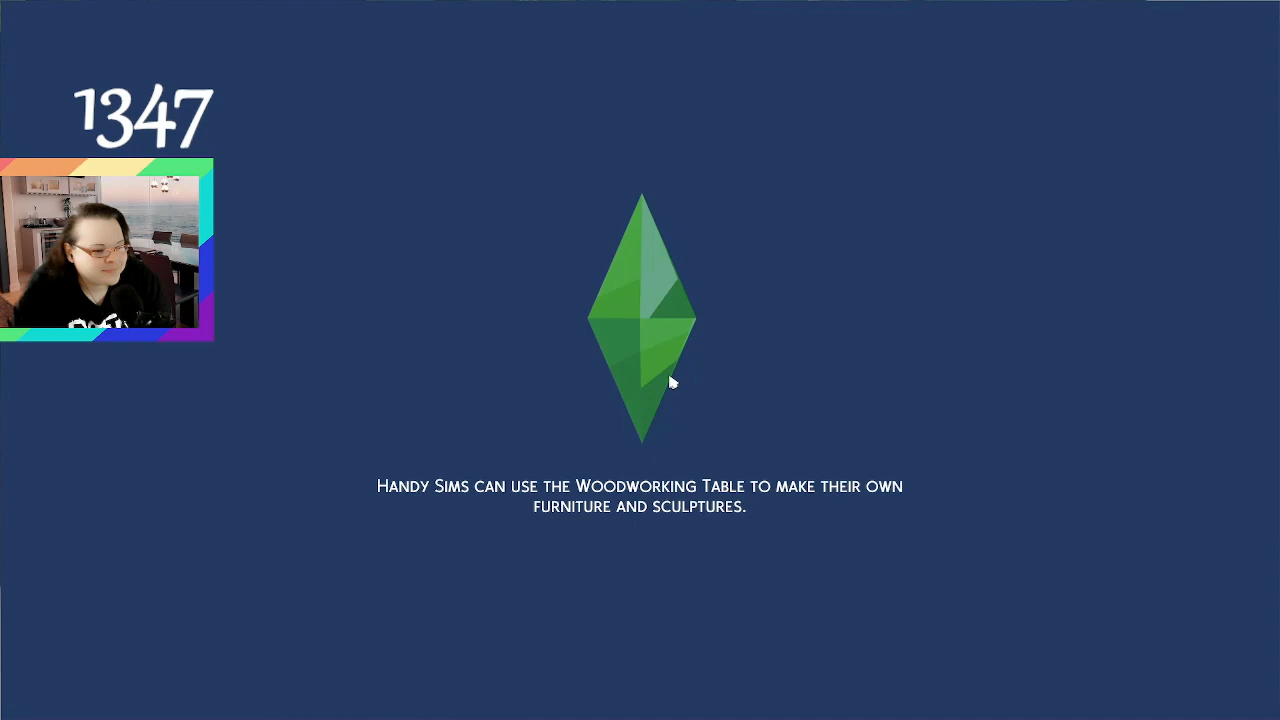 1347
Handy Sims can use the Woodworking Table to make their own
furniture and sculptures.